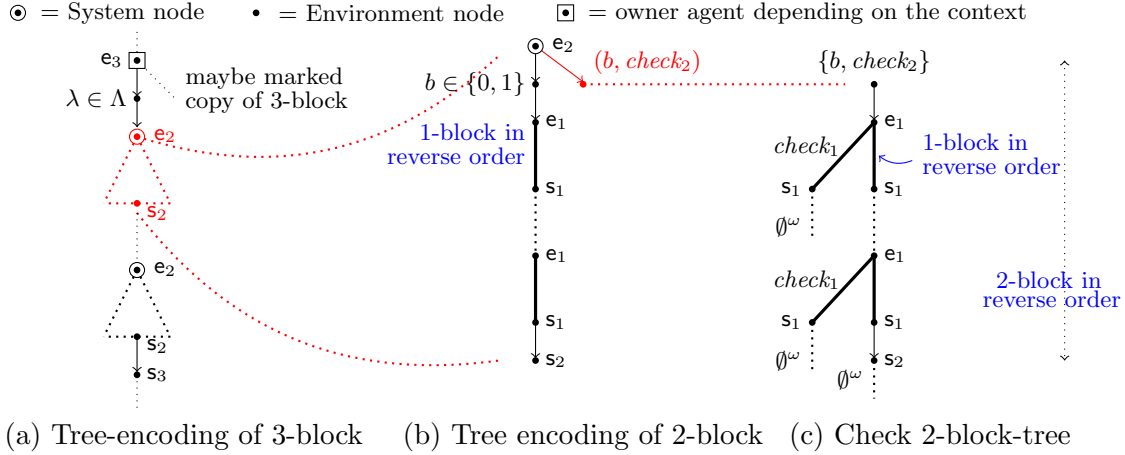 = System node
= Environment node
= owner agent depending on the context
e₃
maybe marked
copy of 3-block
λ ∈ Λ
e₂
s₂
e₂
s₂
s₃
e₂
(b, check₂)
b ∈ {0, 1}
e₁
1-block in
reverse order
s₁
e₁
s₁
s₂
{b, check₂}
e₁
check₁
1-block in
reverse order
s₁
s₁
∅^ω
e₁
check₁
2-block in
reverse order
s₁
s₁
∅^ω
s₂
∅^ω
(a) Tree-encoding of 3-block
(b) Tree encoding of 2-block
(c) Check 2-block-tree